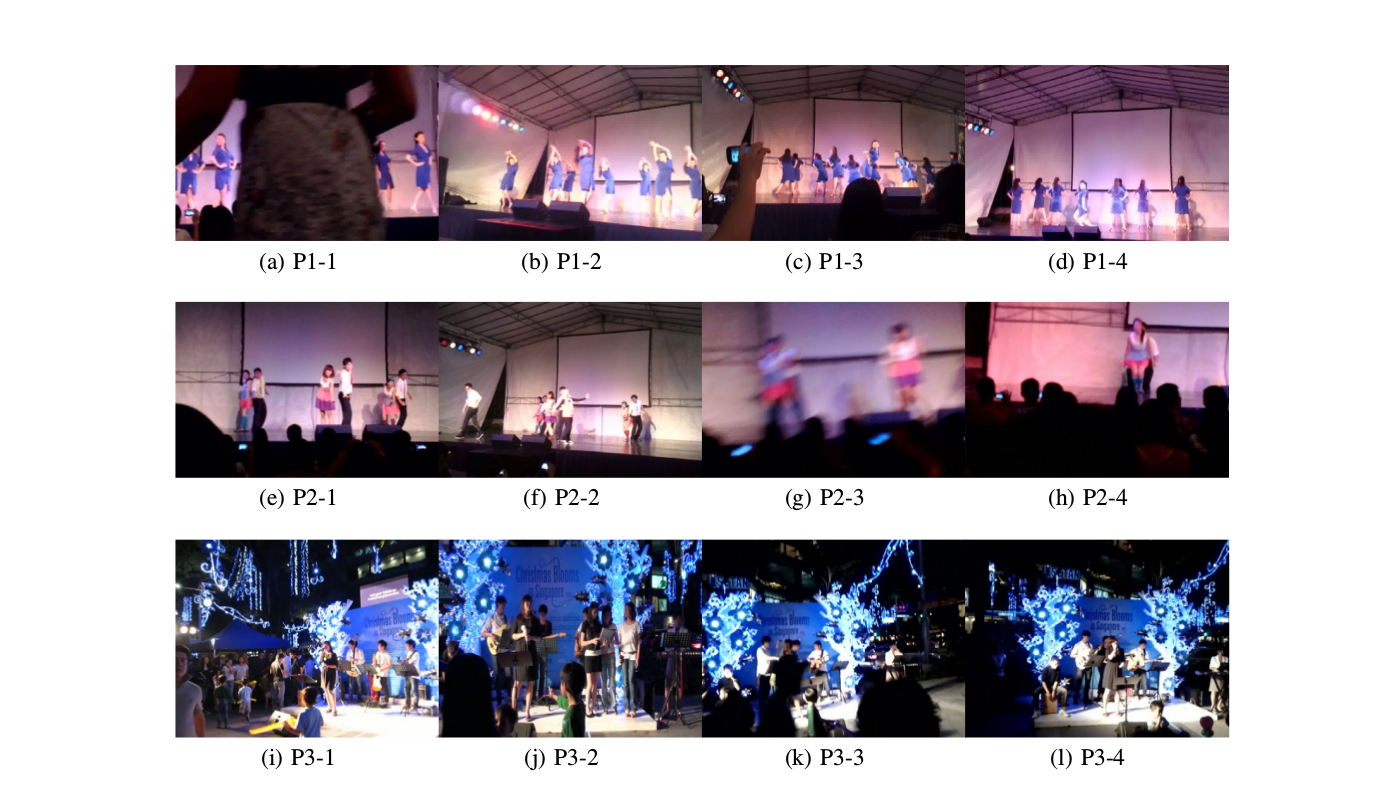 (a) P1-1
(b) P1-2
(c) P1-3
(d) P1-4
(e) P2-1
(f) P2-2
(g) P2-3
(h) P2-4
Christmas Blooms
Singapore
Christmas Blooms
in Singapore
(i) P3-1
(j) P3-2
(k) P3-3
(l) P3-4